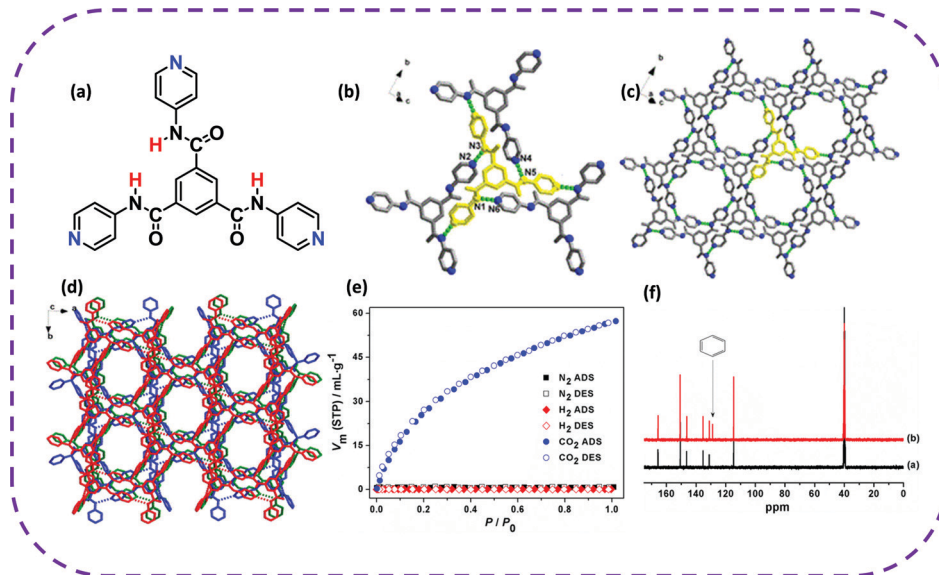 (a)
N
N
H
O
H
N
O
O
N
H
N
N
(b)
b
a
c
N3
N2
N4
N5
N1
N6
(c)
b
a
c
(d)
c
a
b
(e)
60
45
30
15
0
V_m (STP) / mL·g⁻¹
N₂ ADS
N₂ DES
H₂ ADS
H₂ DES
CO₂ ADS
CO₂ DES
0.0 0.2 0.4 0.6 0.8 1.0
P / P₀
(f)
(b)
(a)
160 140 120 100 80 60 40 20 0
ppm